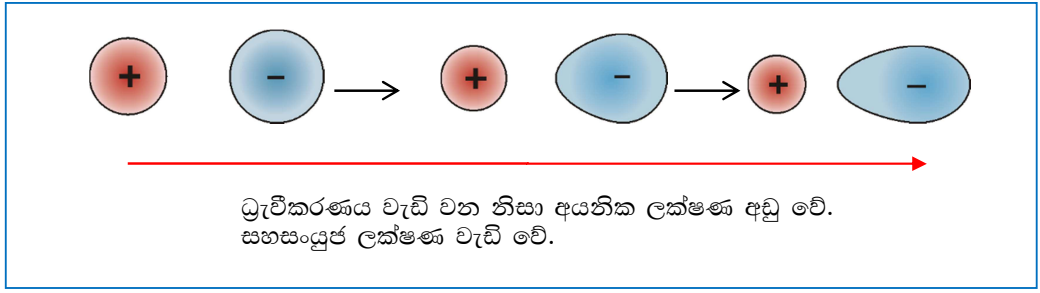 + - + - + -
ධ්‍රැවීකරණය වැඩි වන නිසා අයනික ලක්ෂණ අඩු වේ.
සහසංයුජ ලක්ෂණ වැඩි වේ.